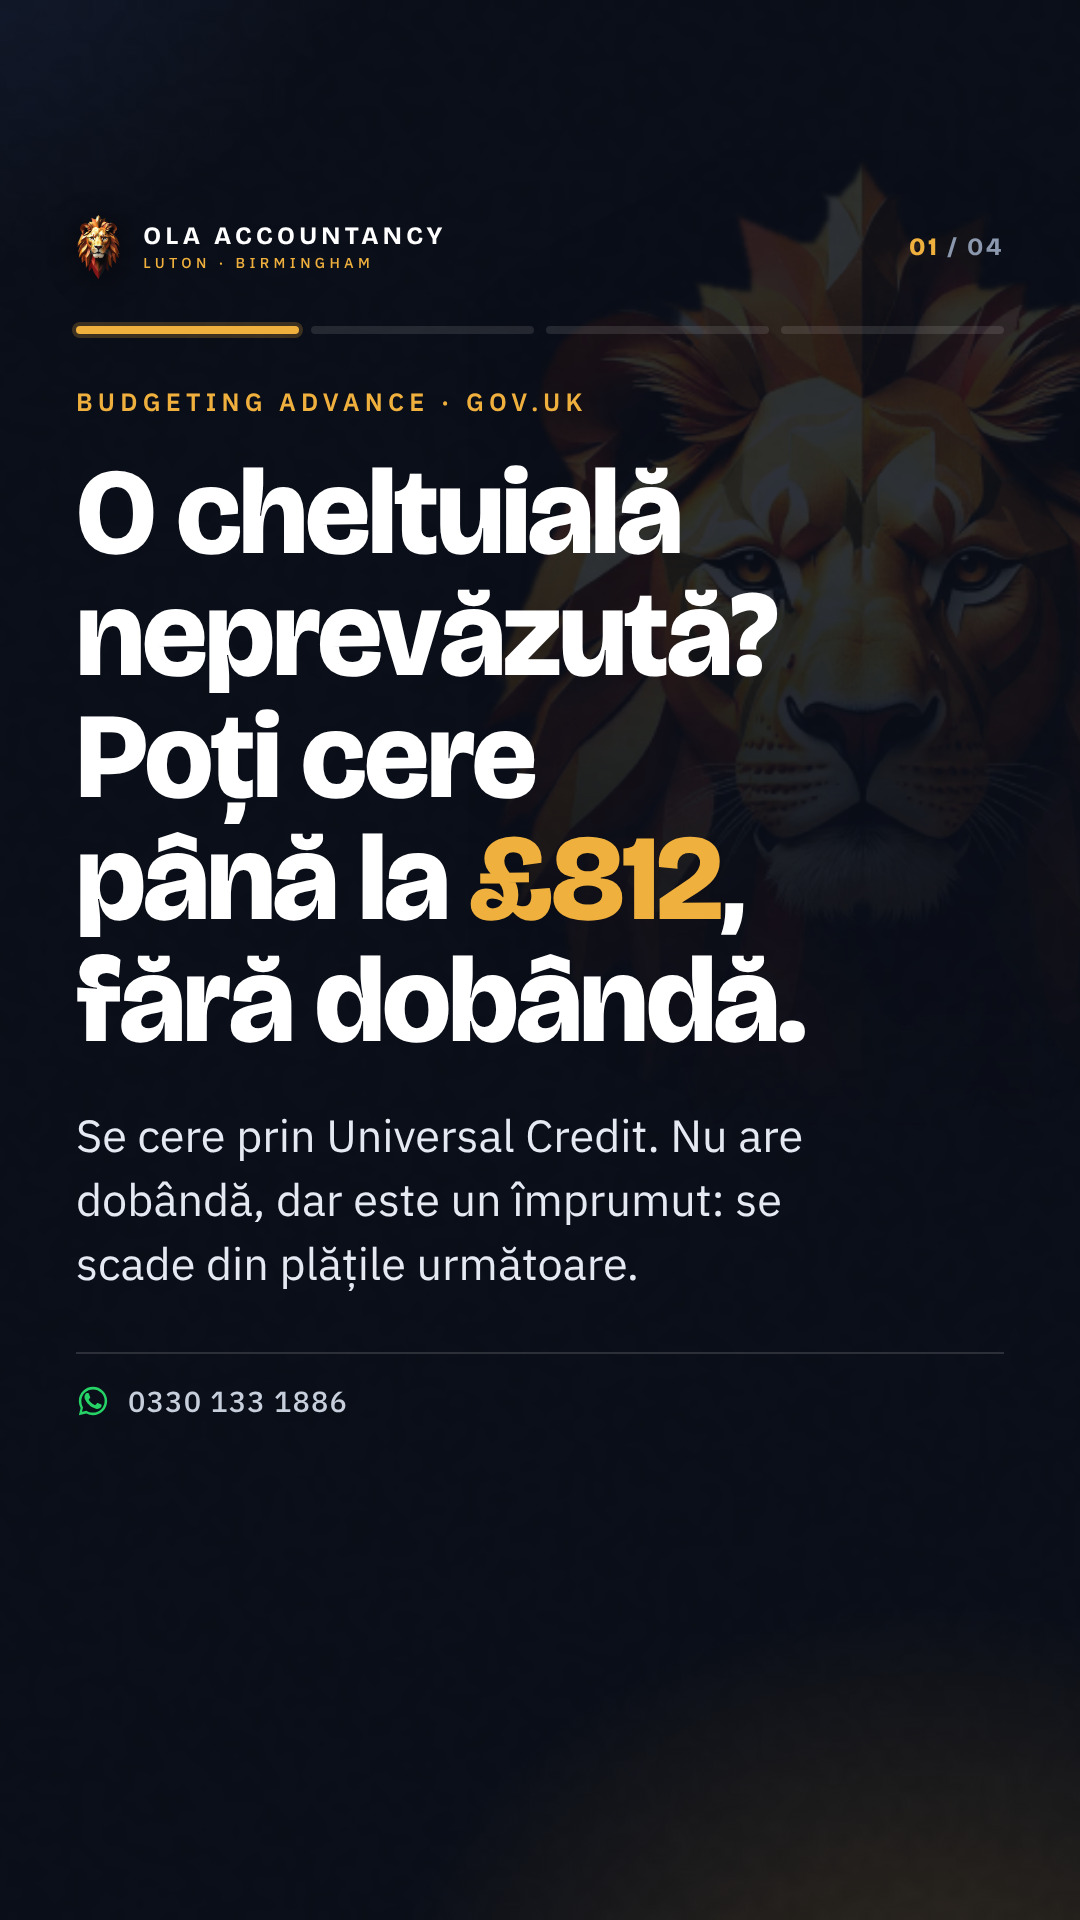 OLA ACCOUNTANCY
LUTON · BIRMINGHAM
01 / 04
BUDGETING ADVANCE · GOV.UK
O cheltuială
neprevăzută?
Poți cere
până la £812,
fără dobândă.
Se cere prin Universal Credit. Nu are
dobândă, dar este un împrumut: se
scade din plățile următoare.
0330 133 1886